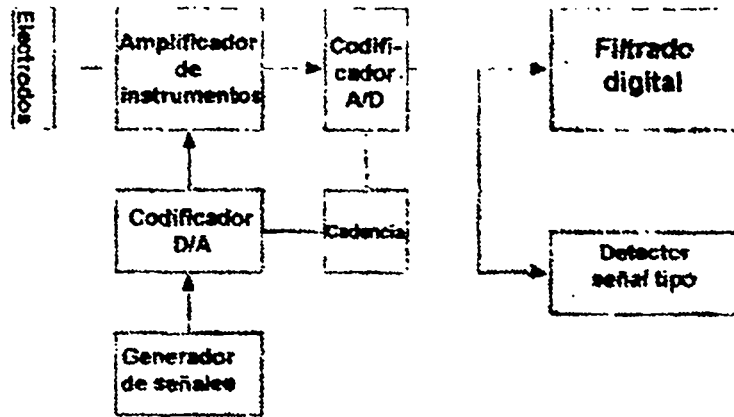 Electrodos
Amplificador
de
instrumentos
Codifi-
cador
A/D
Filtrado
digital
Codificador
D/A
Cadencia
Detector
señal tipo
Generador
de señales